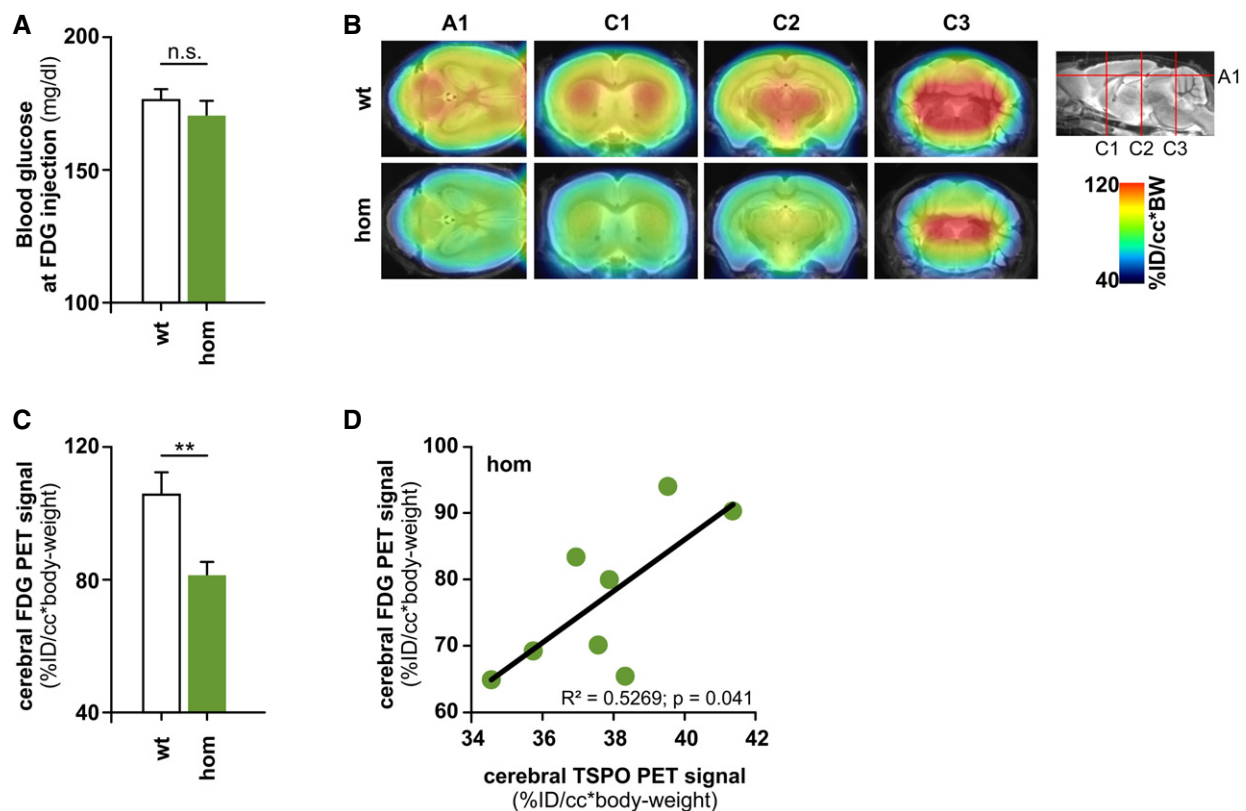 A
200
150
100
Blood glucose
at FDG injection (mg/dl)
n.s.
wt
hom
B
A1
C1
C2
C3
wt
hom
A1
C1 C2 C3
120
40
%ID/cc*BW
C
120
80
40
cerebral FDG PET signal
(%ID/cc*body-weight)
**
wt
hom
D
100
90
80
70
60
cerebral FDG PET signal
(%ID/cc*body-weight)
hom
R² = 0.5269; p = 0.041
34 36 38 40 42
cerebral TSPO PET signal
(%ID/cc*body-weight)